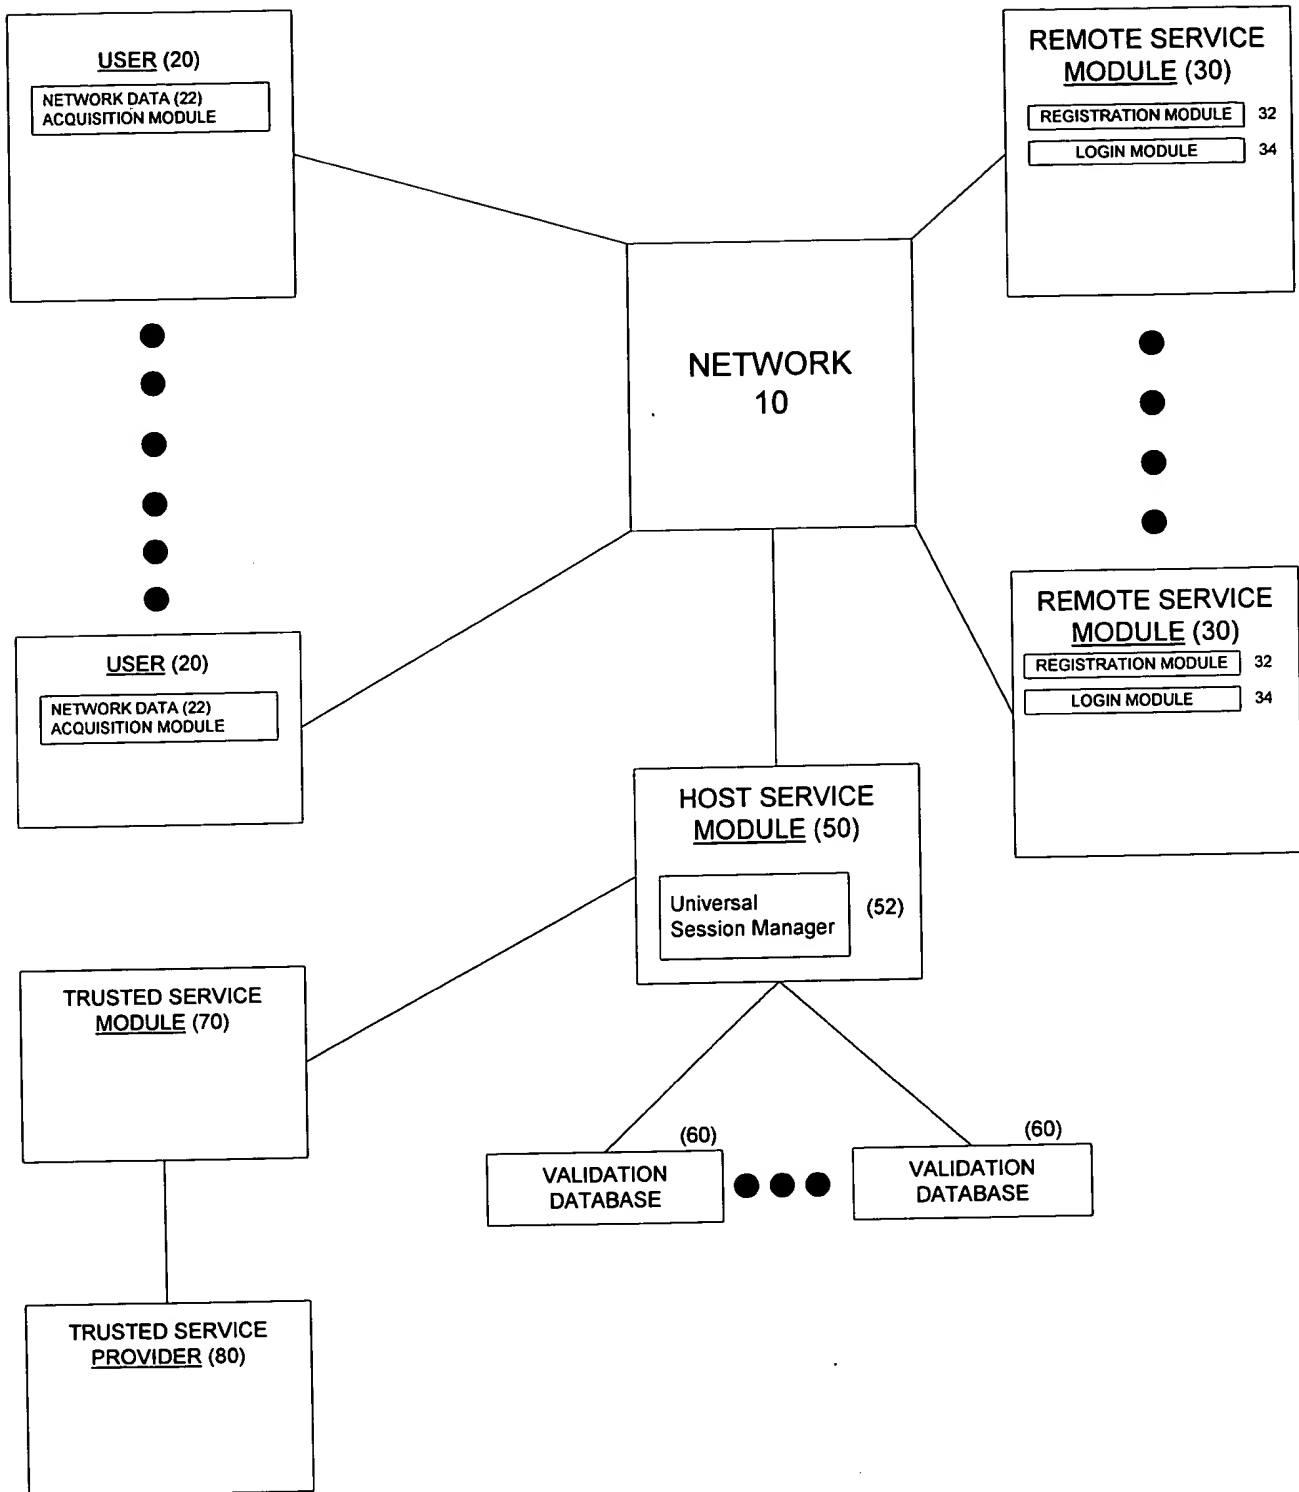 USER (20)
NETWORK DATA (22)
ACQUISITION MODULE
REMOTE SERVICE
MODULE (30)
REGISTRATION MODULE 32
LOGIN MODULE 34
NETWORK
10
USER (20)
NETWORK DATA (22)
ACQUISITION MODULE
REMOTE SERVICE
MODULE (30)
REGISTRATION MODULE 32
LOGIN MODULE 34
HOST SERVICE
MODULE (50)
Universal
Session Manager
(52)
TRUSTED SERVICE
MODULE (70)
(60)
VALIDATION
DATABASE
(60)
VALIDATION
DATABASE
TRUSTED SERVICE
PROVIDER (80)